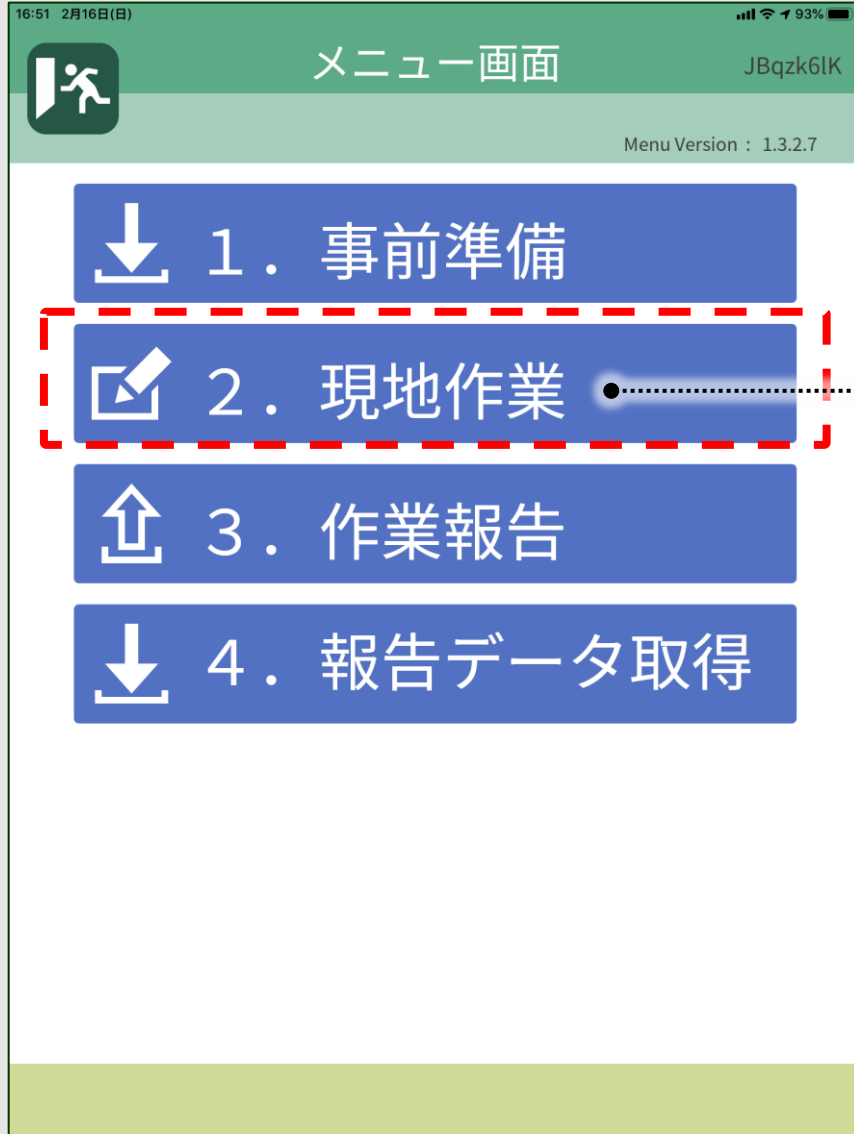 16:51 2月16日(日)
93%
メニュー画面
JBqzk6lK
Menu Version : 1.3.2.7
１．事前準備
２．現地作業
３．作業報告
４．報告データ取得